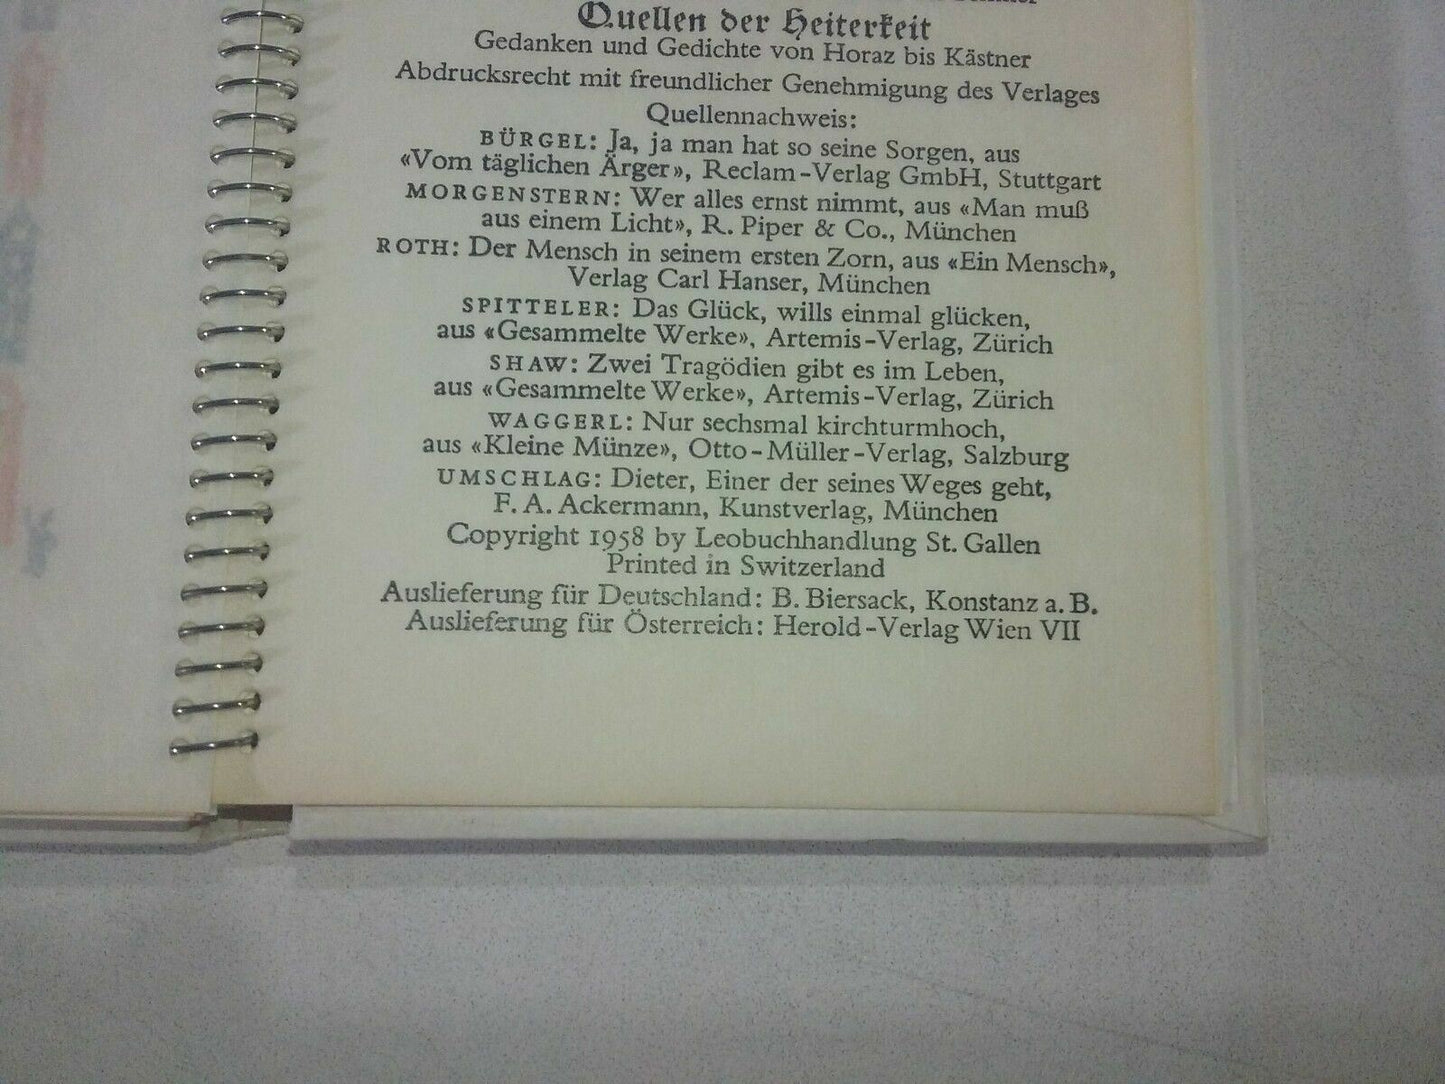 Quellen der Heiterkeit
Gedanken und Gedichte von Horaz bis Kästner
Abdrucksrecht mit freundlicher Genehmigung des Verlages
Quellennachweis:
BÜRGEL: Ja, ja man hat so seine Sorgen, aus
«Vom täglichen Ärger», Reclam-Verlag GmbH, Stuttgart
MORGENSTERN: Wer alles ernst nimmt, aus «Man muß
aus einem Licht», R. Piper & Co., München
ROTH: Der Mensch in seinem ersten Zorn, aus «Ein Mensch»,
Verlag Carl Hanser, München
SPITTELER: Das Glück, wills einmal glücken,
aus «Gesammelte Werke», Artemis-Verlag, Zürich
SHAW: Zwei Tragödien gibt es im Leben,
aus «Gesammelte Werke», Artemis-Verlag, Zürich
WAGGERL: Nur sechsmal kirchturmhoch,
aus «Kleine Münze», Otto-Müller-Verlag, Salzburg
UMSCHLAG: Dieter, Einer der seines Weges geht,
F. A. Ackermann, Kunstverlag, München
Copyright 1958 by Leobuchhandlung St. Gallen
Printed in Switzerland
Auslieferung für Deutschland: B. Biersack, Konstanz a. B.
Auslieferung für Österreich: Herold-Verlag Wien VII